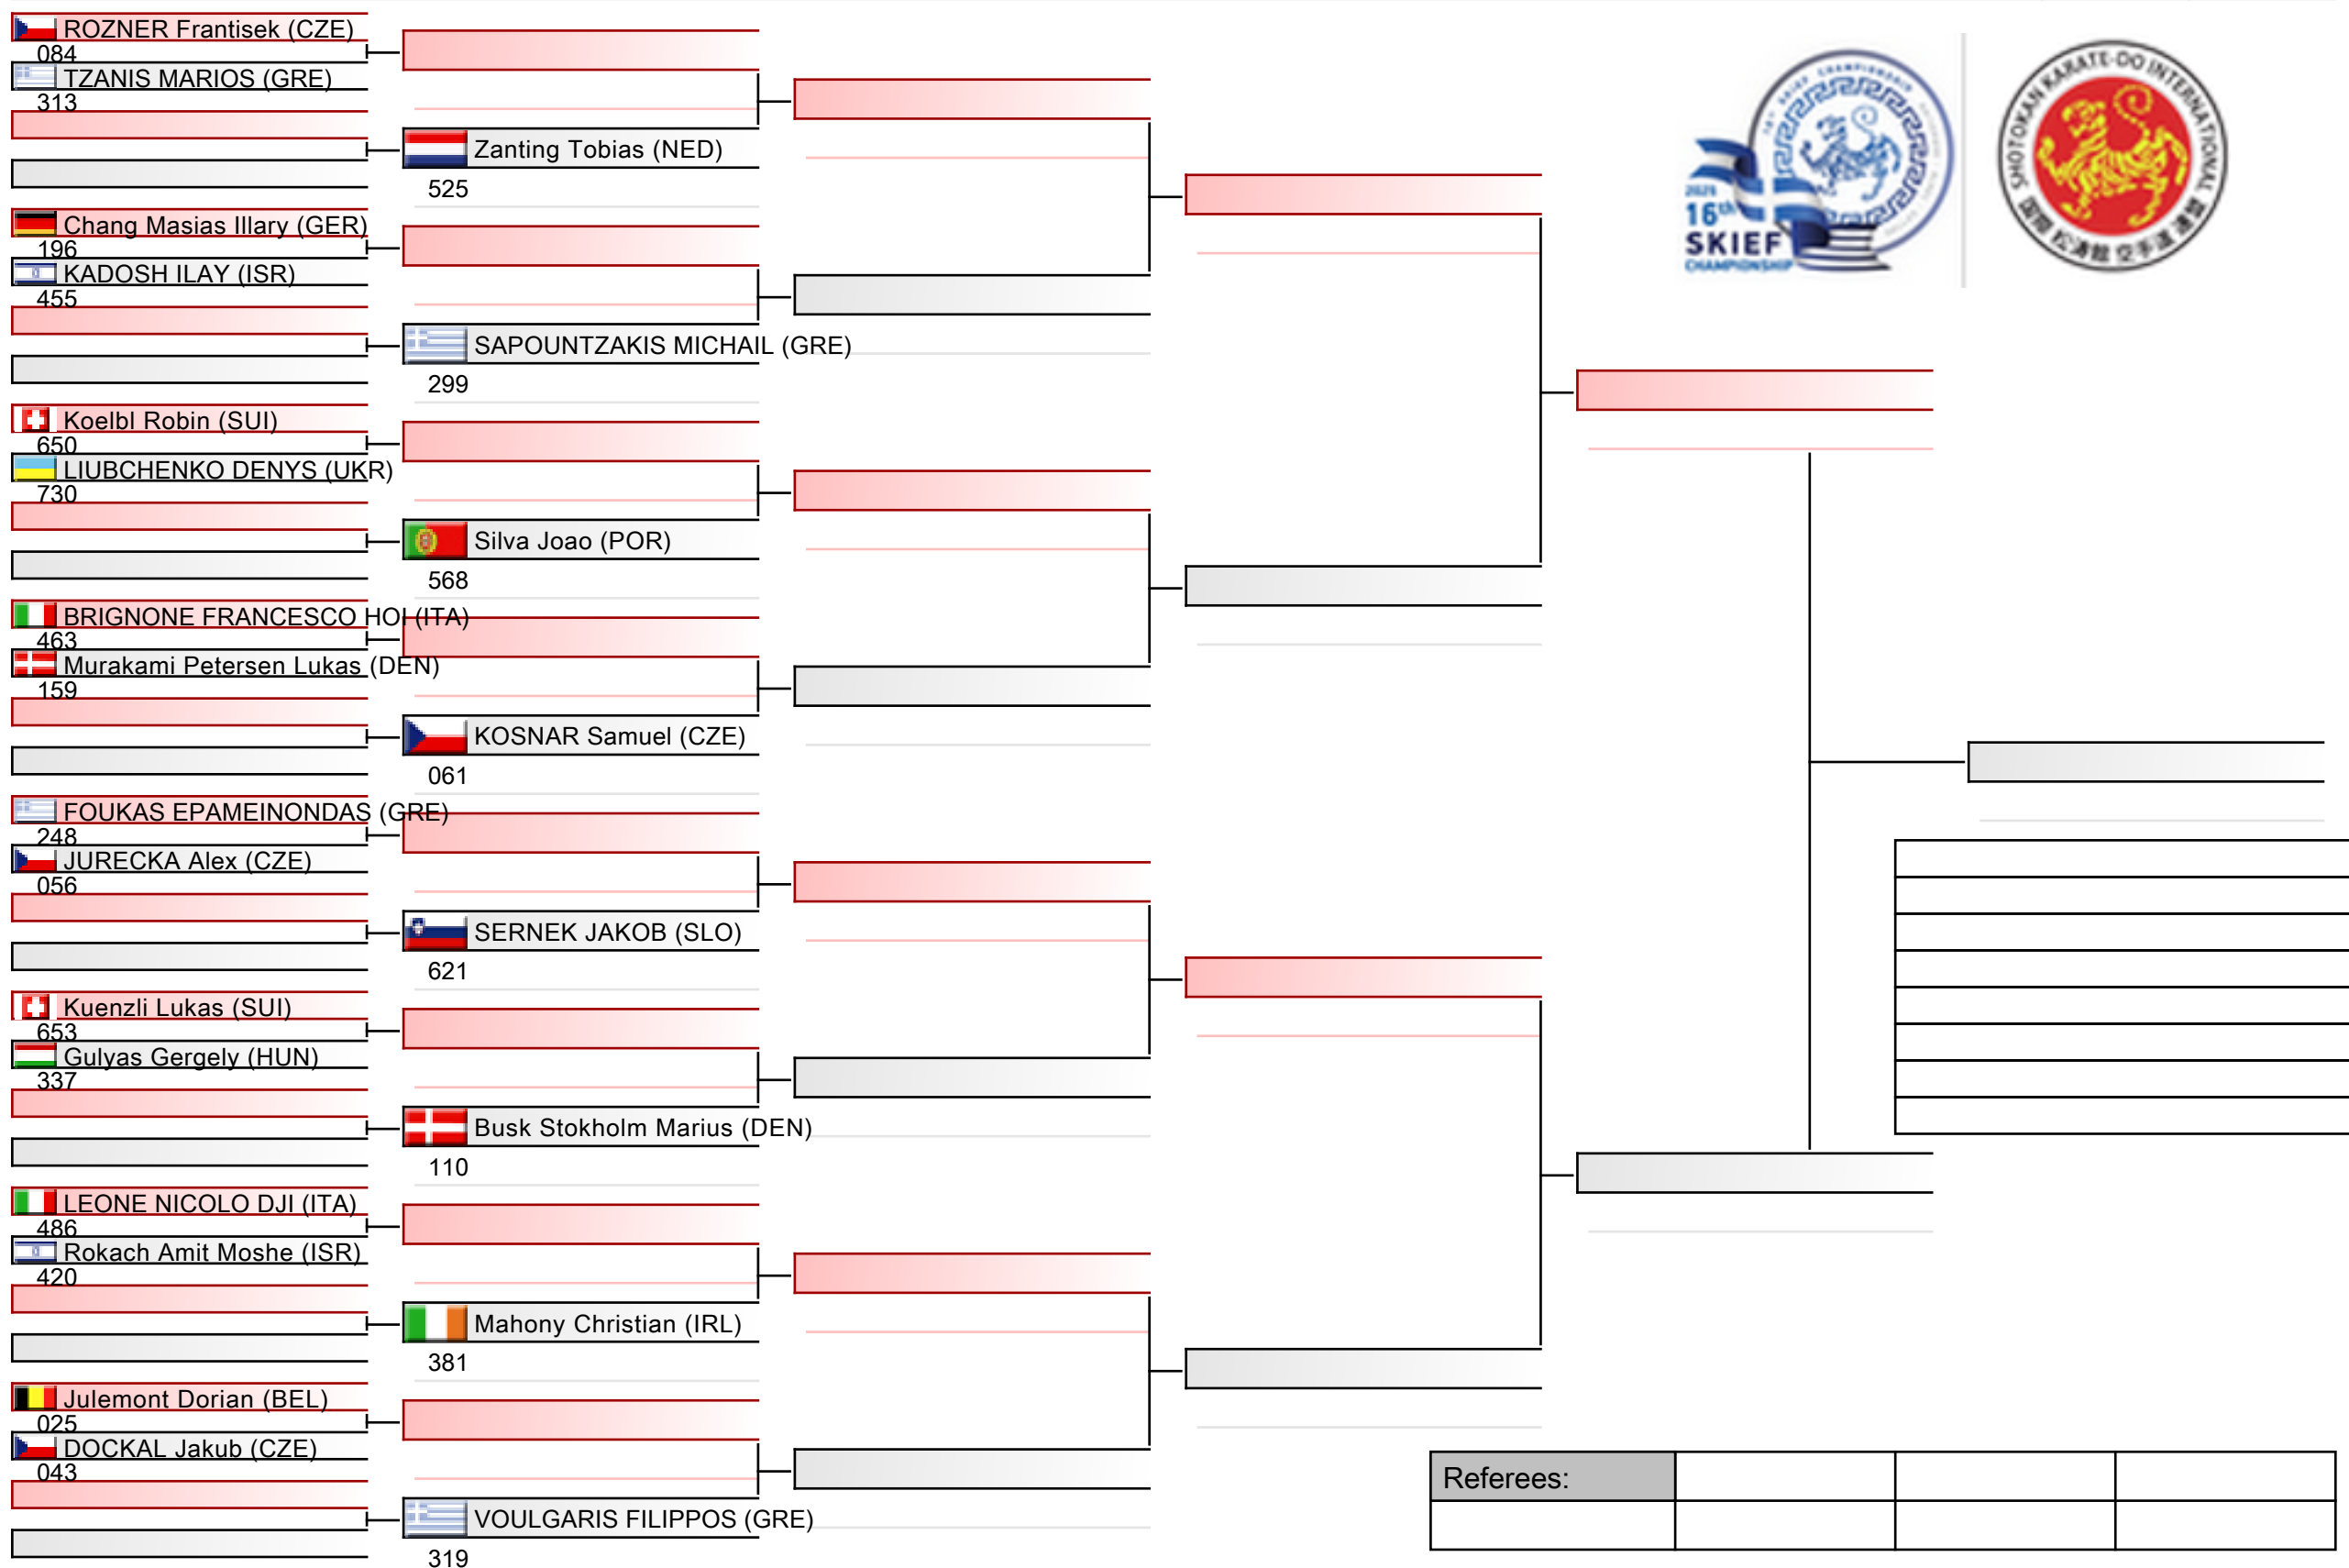 ROZNER Frantisek (CZE)
084
TZANIS MARIOS (GRE)
313
Zanting Tobias (NED)
525
Chang Masias Illary (GER)
196
KADOSH ILAY (ISR)
455
SAPOUNTZAKIS MICHAIL (GRE)
299
Koelbl Robin (SUI)
650
LIUBCHENKO DENYS (UKR)
730
Silva Joao (POR)
568
BRIGNONE FRANCESCO HOI (ITA)
463
Murakami Petersen Lukas (DEN)
159
KOSNAR Samuel (CZE)
061
FOUKAS EPAMEINONDAS (GRE)
248
JURECKA Alex (CZE)
056
SERNEK JAKOB (SLO)
621
Kuenzli Lukas (SUI)
653
Gulyas Gergely (HUN)
337
Busk Stokholm Marius (DEN)
110
LEONE NICOLO DJI (ITA)
486
Rokach Amit Moshe (ISR)
420
Mahony Christian (IRL)
381
Julemont Dorian (BEL)
025
DOCKAL Jakub (CZE)
043
VOULGARIS FILIPPOS (GRE)
319
16th
SKIEF
CHAMPIONSHIP
SHOTOKAN KARATE-DO INTERNATIONAL
Referees: